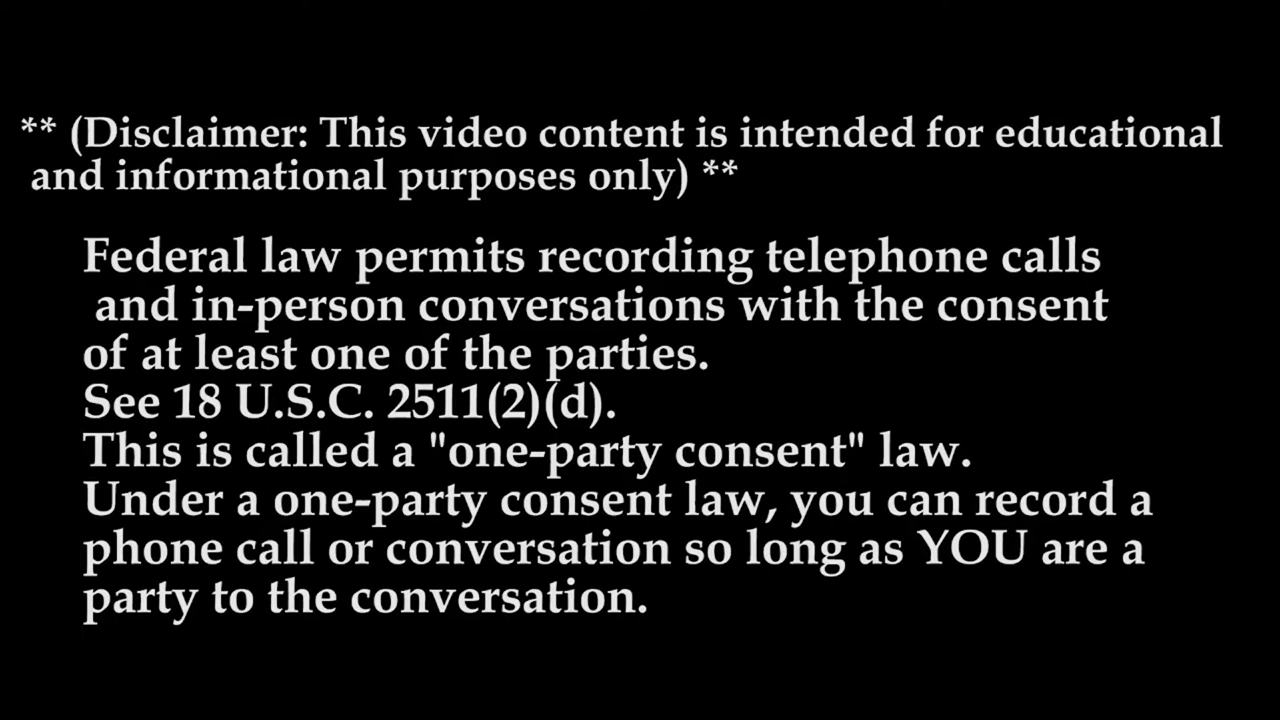 ** (Disclaimer: This video content is intended for educational
and informational purposes only) **
Federal law permits recording telephone calls
and in-person conversations with the consent
of at least one of the parties.
See 18 U.S.C. 2511(2)(d).
This is called a "one-party consent" law.
Under a one-party consent law, you can record a
phone call or conversation so long as YOU are a
party to the conversation.